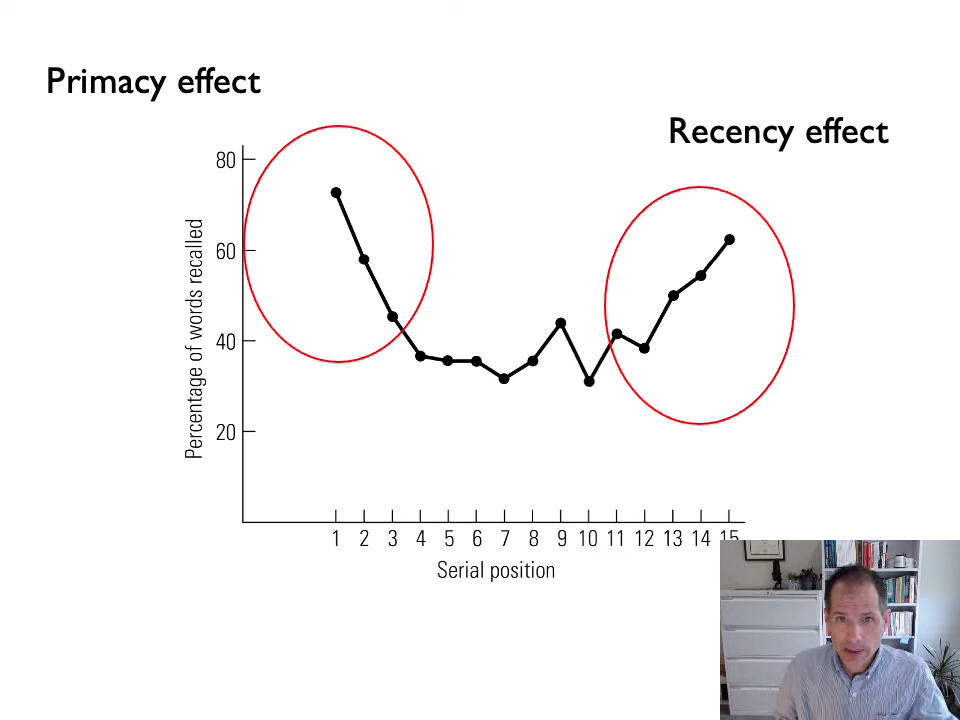 Primacy effect
Recency effect
Percentage of words recalled
80
60
40
20
1 2 3 4 5 6 7 8 9 10 11 12 13 14 15
Serial position